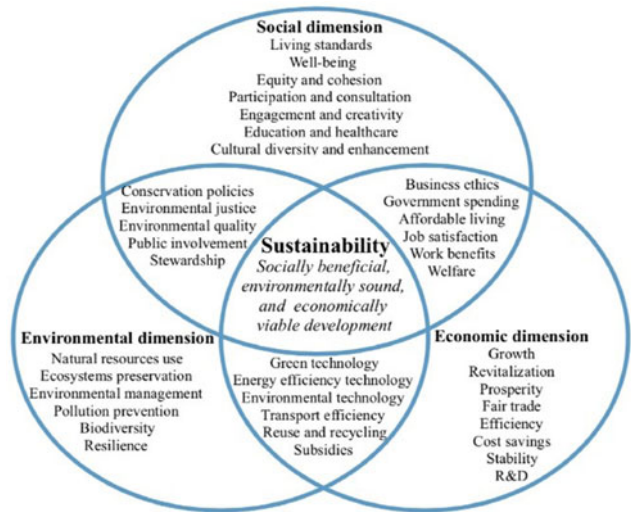 Social dimension
Living standards
Well-being
Equity and cohesion
Participation and consultation
Engagement and creativity
Education and healthcare
Cultural diversity and enhancement
Conservation policies
Environmental justice
Environmental quality
Public involvement
Stewardship
Business ethics
Government spending
Affordable living
Job satisfaction
Work benefits
Welfare
Sustainability
Socially beneficial,
environmentally sound,
and economically
viable development
Environmental dimension
Natural resources use
Ecosystems preservation
Environmental management
Pollution prevention
Biodiversity
Resilience
Green technology
Energy efficiency technology
Environmental technology
Transport efficiency
Reuse and recycling
Subsidies
Economic dimension
Growth
Revitalization
Prosperity
Fair trade
Efficiency
Cost savings
Stability
R&D